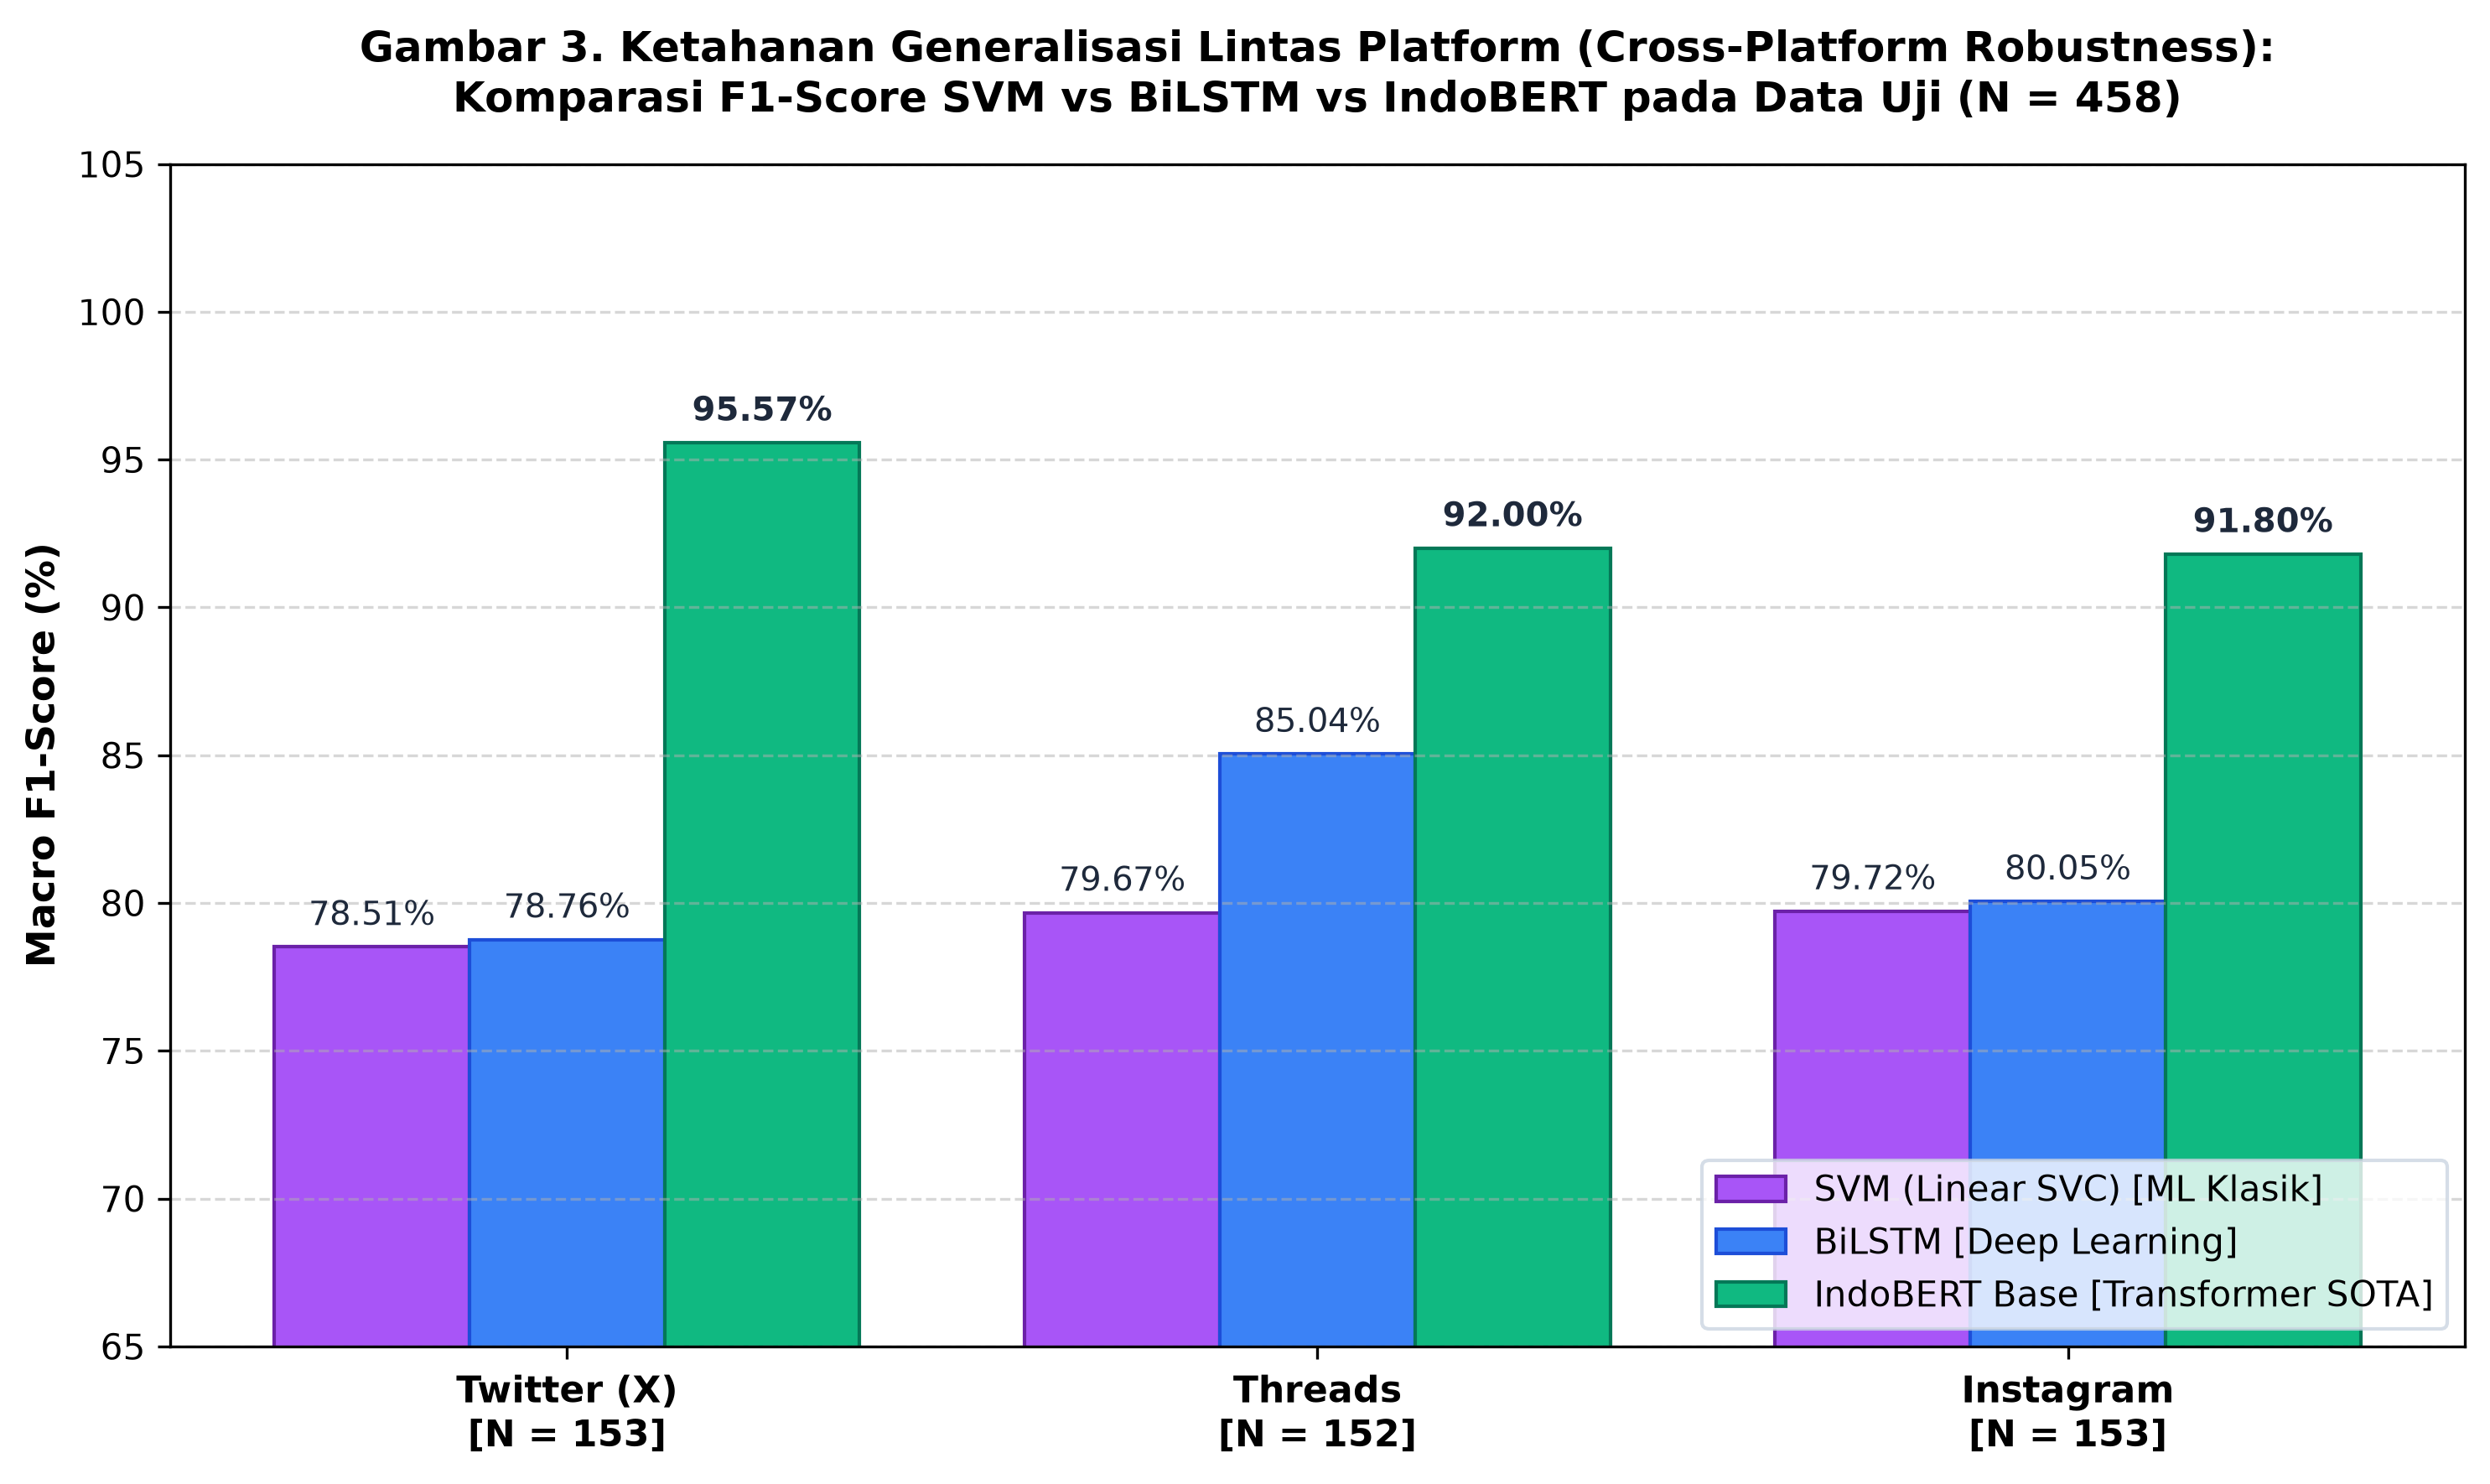 Gambar 3. Ketahanan Generalisasi Lintas Platform (Cross-Platform Robustness):
Komparasi F1-Score SVM vs BiLSTM vs IndoBERT pada Data Uji (N = 458)
Macro F1-Score (%)
105
100
95
90
85
80
75
70
65
78.51%
78.76%
95.57%
79.67%
85.04%
92.00%
79.72%
80.05%
91.80%
SVM (Linear SVC) [ML Klasik]
BiLSTM [Deep Learning]
IndoBERT Base [Transformer SOTA]
Twitter (X)
[N = 153]
Threads
[N = 152]
Instagram
[N = 153]